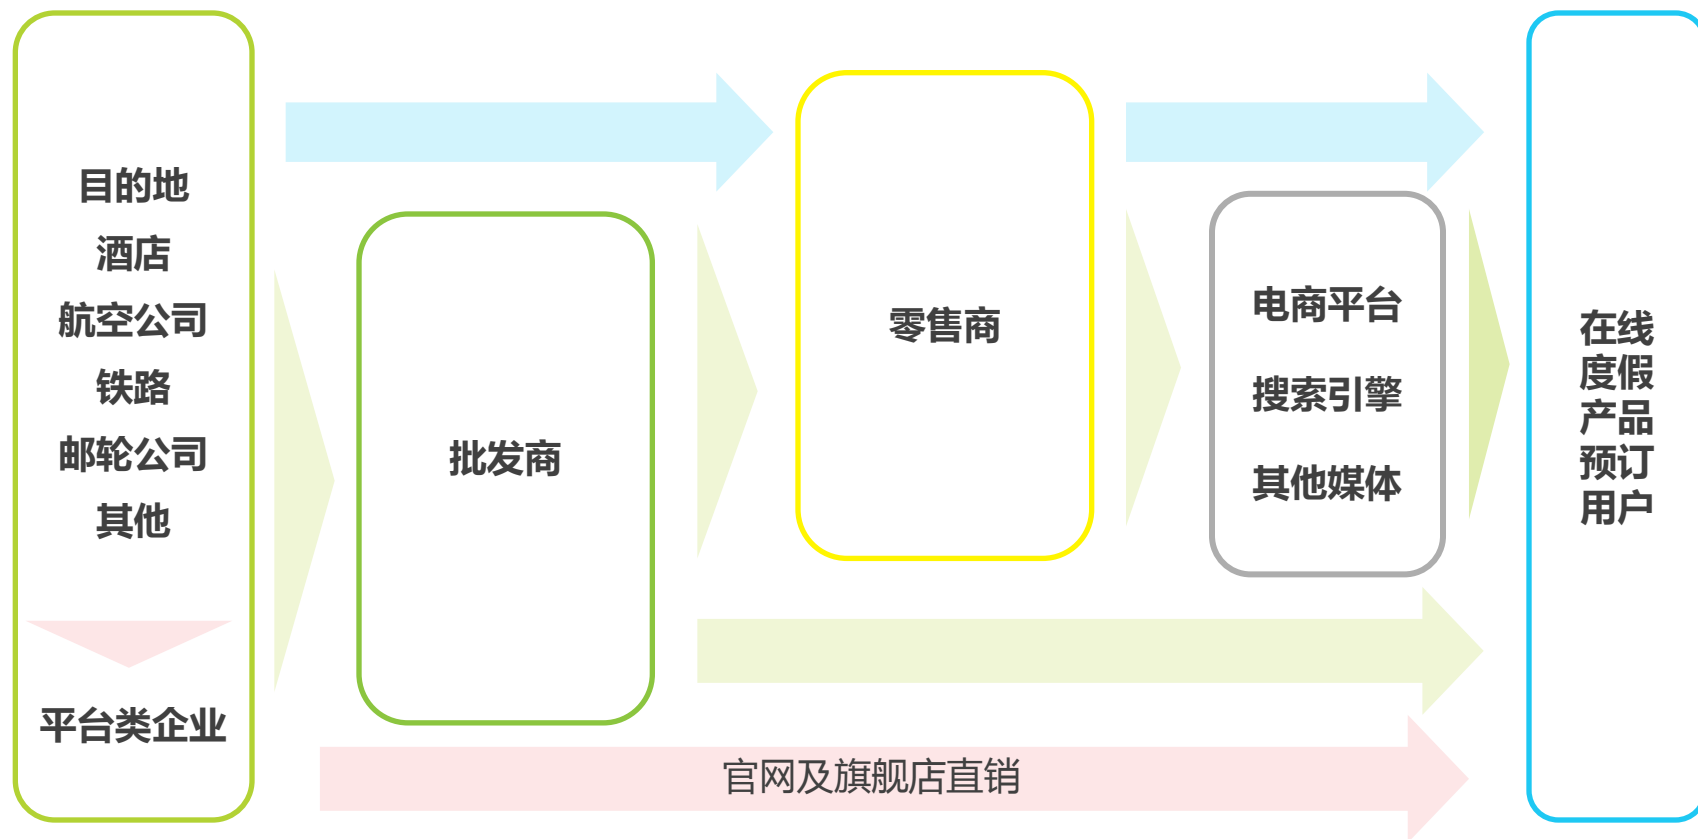 目的地
酒店
航空公司
铁路
邮轮公司
其他
平台类企业
批发商
零售商
电商平台
搜索引擎
其他媒体
在线
度假
产品
预订
用户
官网及旗舰店直销